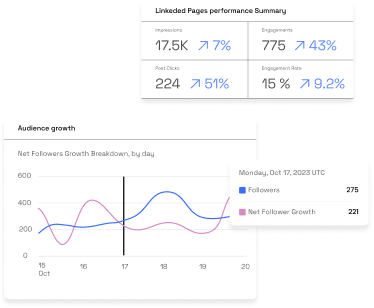 Linkeded Pages performance Summary
Impressions Engagements
17.5K 7% 775 43%
Post Clicks Engagement Rate
224 51% 15 % 9.2%
Audience growth
Net Followers Growth Breakdown, by day
Monday, Oct 17, 2023 UTC
Followers 275
Net Follower Growth 221
600
400
200
0
15 16 17 18 19 20
Oct